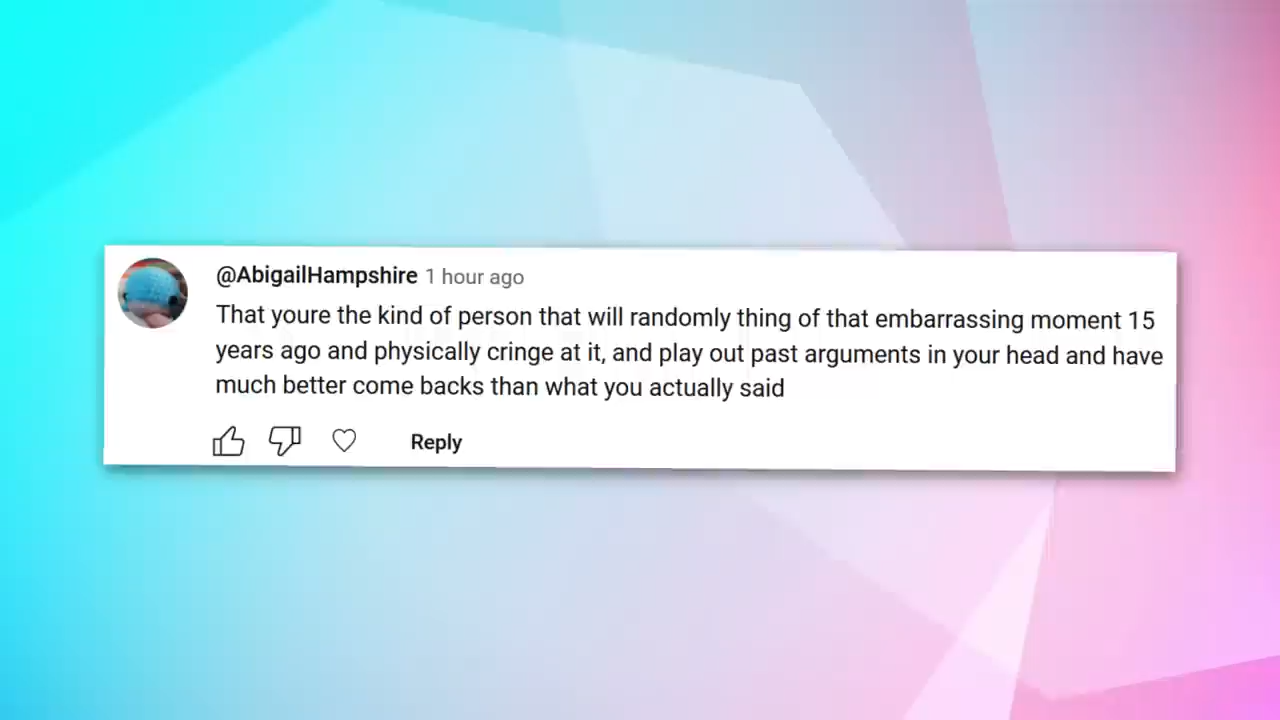 @AbigailHampshire 1 hour ago
That youre the kind of person that will randomly thing of that embarrassing moment 15
years ago and physically cringe at it, and play out past arguments in your head and have
much better come backs than what you actually said
Reply